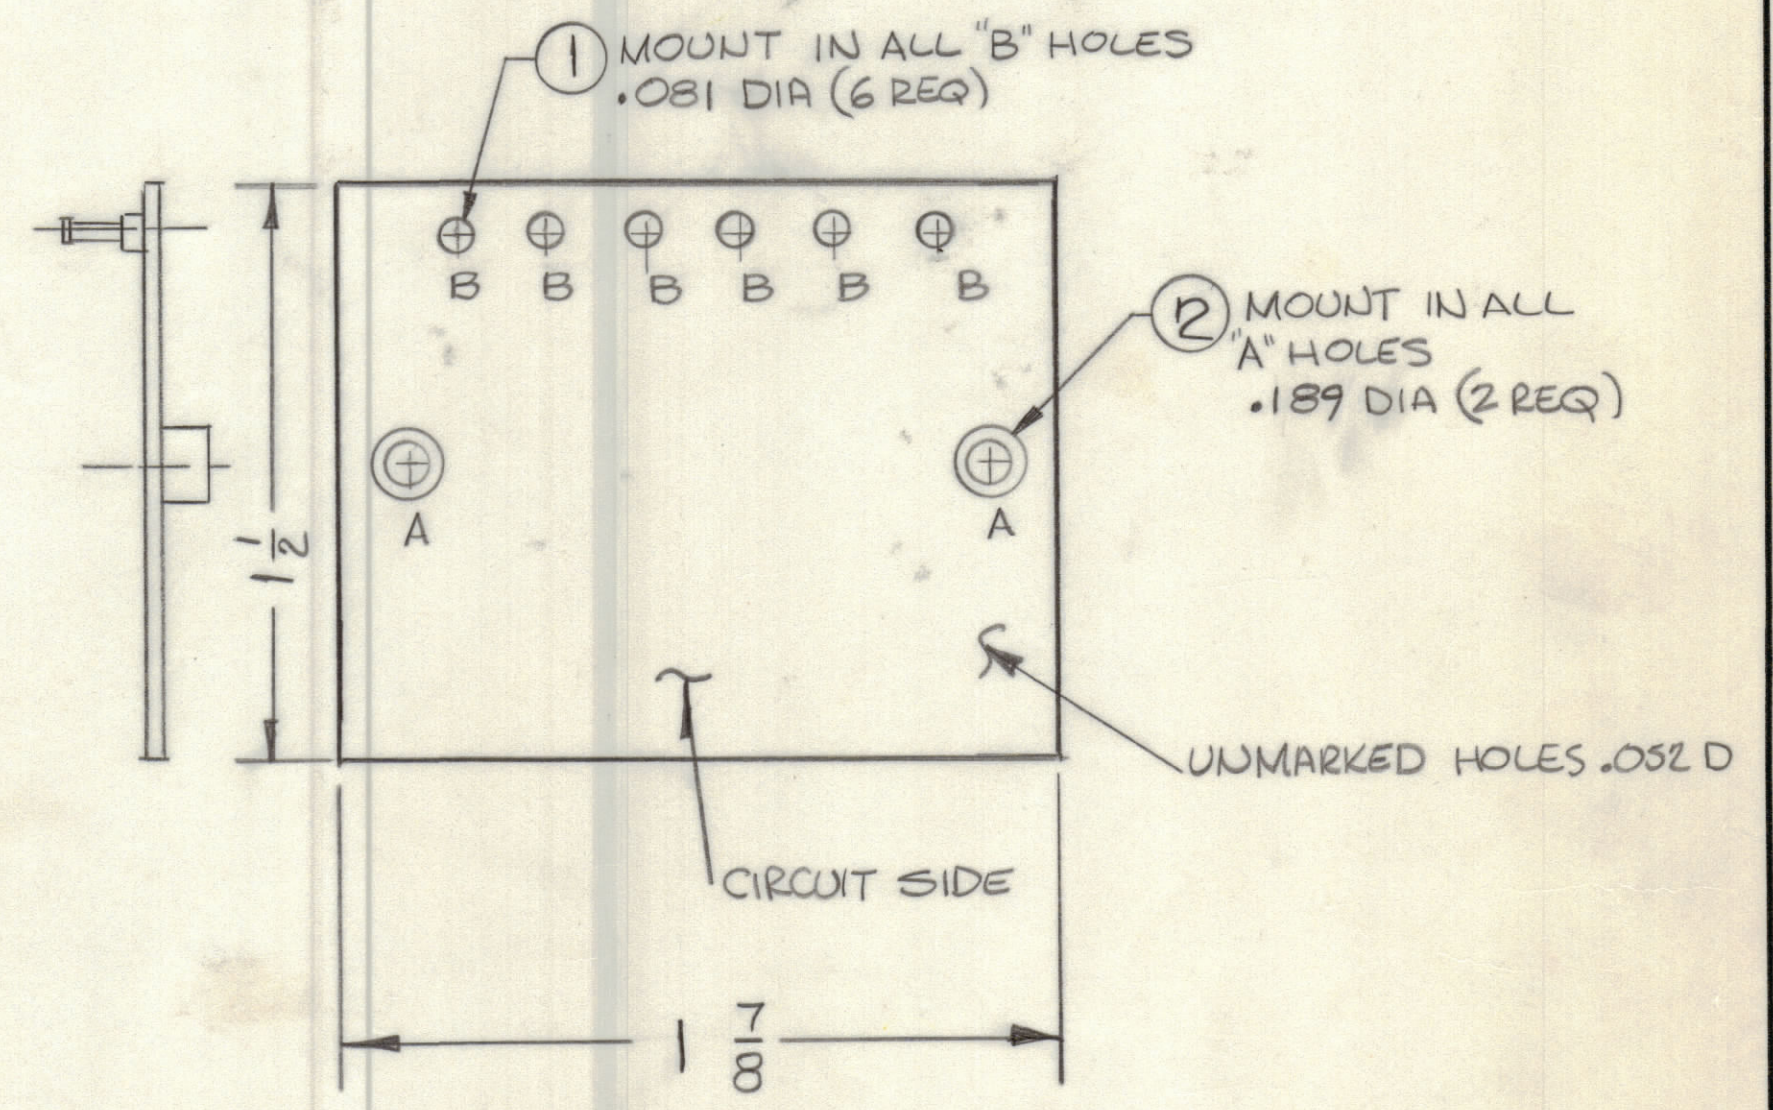 1 MOUNT IN ALL "B" HOLES
.081 DIA (6 REQ)
B B B B B B
2 MOUNT IN ALL
"A" HOLES
.189 DIA (2 REQ)
A A
1 1/2
UNMARKED HOLES .052 D
CIRCUIT SIDE
1 7/8